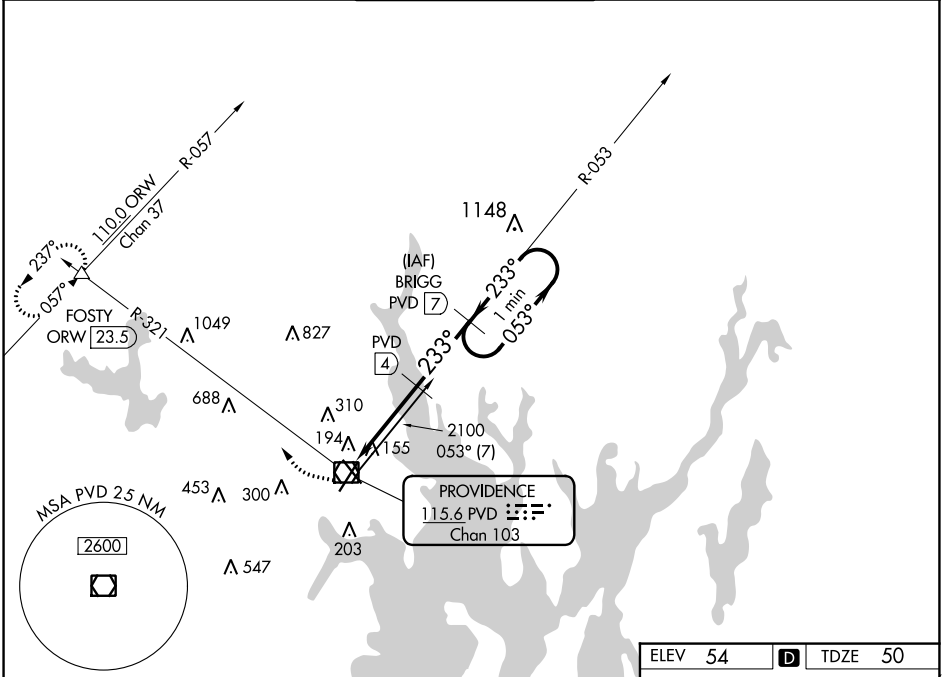 R-053
R-057
1148
110.0 ORW
Chan 37
(IAF)
BRIGG
PVD 7
233°
1 min
053°
237°
057°
FOSTY
ORW 23.5
R-321
1049
827
PVD
4
233°
688
310
194
155
2100
053° (7)
453
300
PROVIDENCE
115.6 PVD
Chan 103
203
547
MSA PVD 25 NM
2600
ELEV 54 D TDZE 50